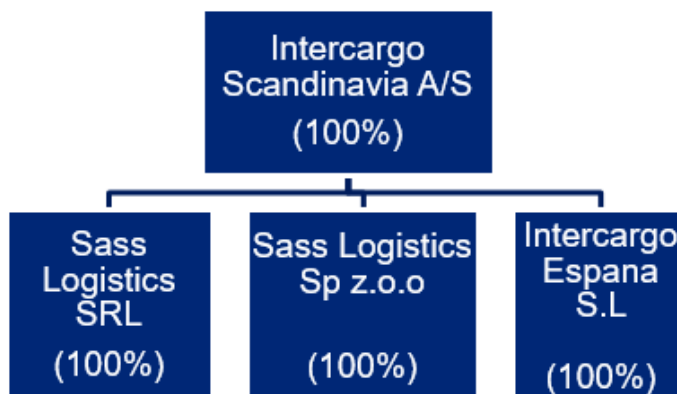 Intercargo
Scandinavia A/S
(100%)
Sass
Logistics
SRL
(100%)
Sass Logistics
Sp z.o.o
(100%)
Intercargo
Espana
S.L
(100%)